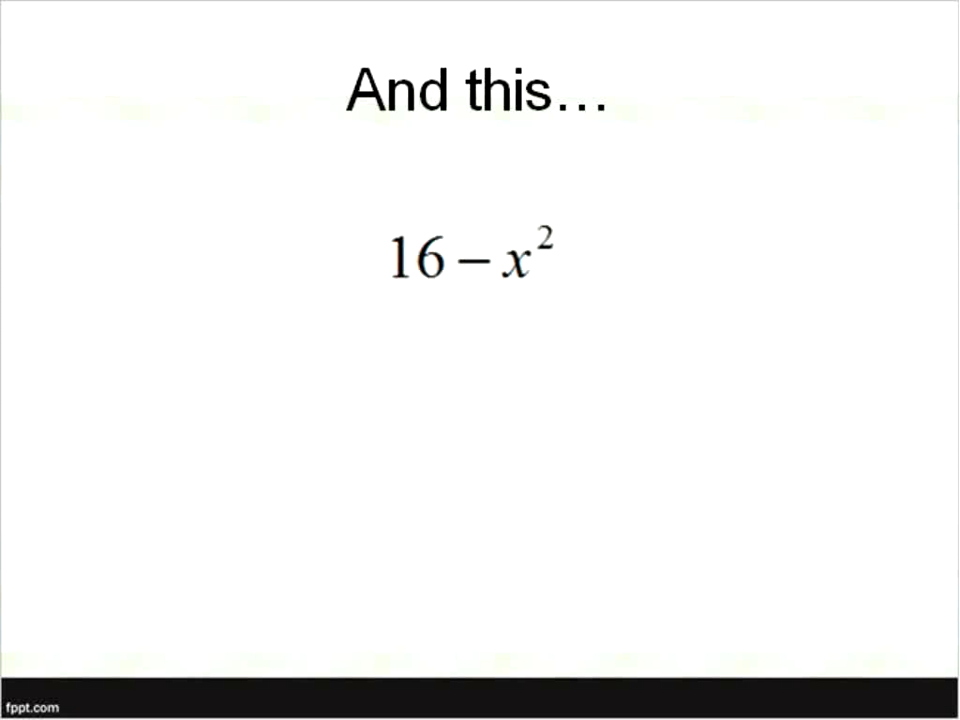 And this…
16 – x²
fppt.com